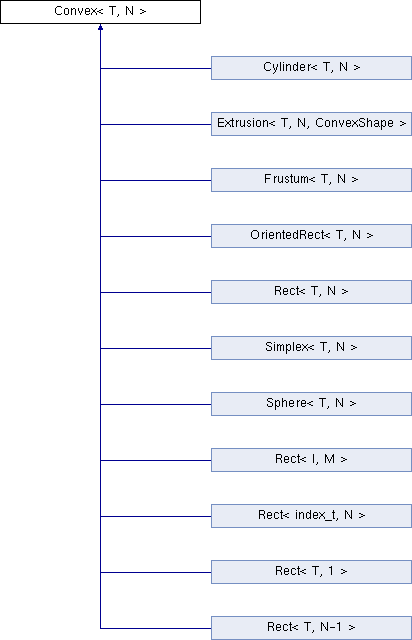 Convex< T, N >
Cylinder< T, N >
Extrusion< T, N, ConvexShape >
Frustum< T, N >
OrientedRect< T, N >
Rect< T, N >
Simplex< T, N >
Sphere< T, N >
Rect< I, M >
Rect< index_t, N >
Rect< T, 1 >
Rect< T, N-1 >